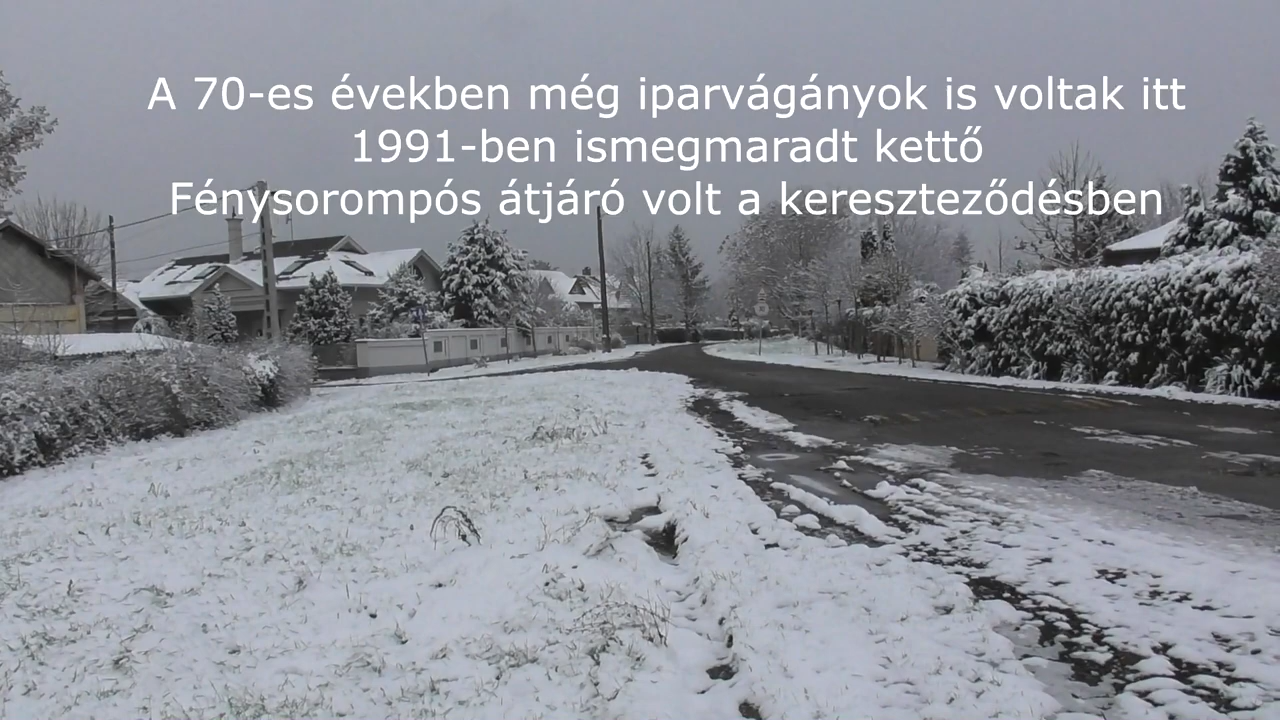 A 70-es években még iparvágányok is voltak itt
1991-ben ismegmaradt kettő
Fénysorompós átjáró volt a kereszteződésben